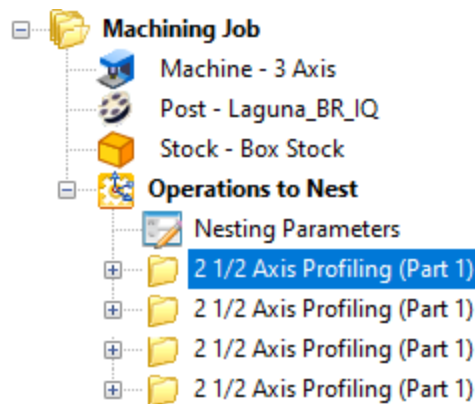 Machining Job
Machine - 3 Axis
Post - Laguna_BR_IQ
Stock - Box Stock
Operations to Nest
Nesting Parameters
2 1/2 Axis Profiling (Part 1)
2 1/2 Axis Profiling (Part 1)
2 1/2 Axis Profiling (Part 1)
2 1/2 Axis Profiling (Part 1)